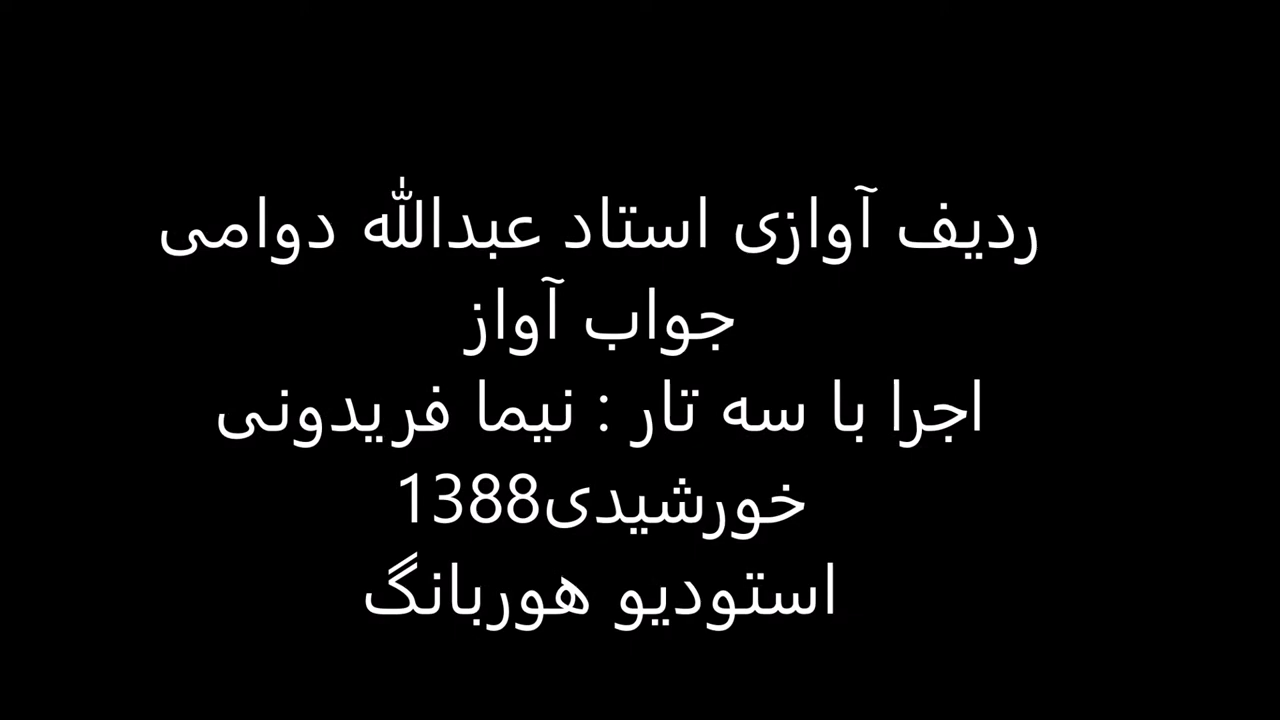 ردیف آوازی استاد عبدالله دوامی
جواب آواز
اجرا با سه تار : نیما فریدونی
خورشیدی1388
استودیو هوربانگ